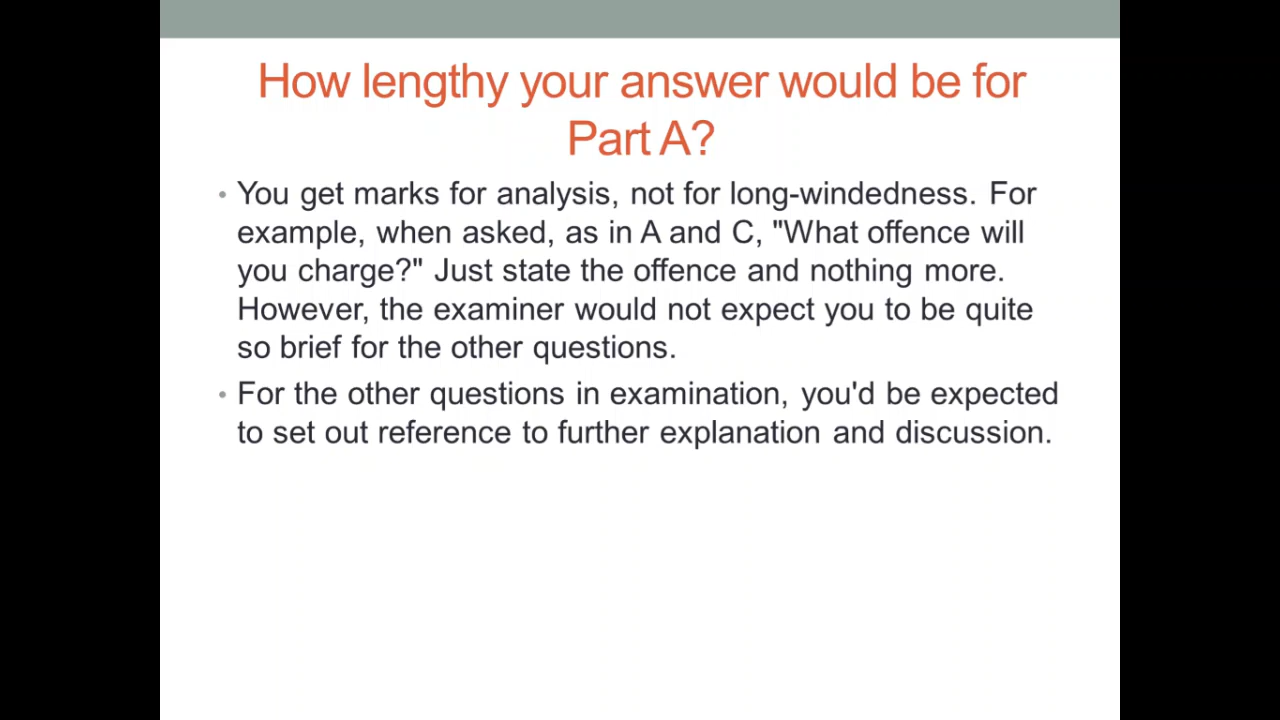 How lengthy your answer would be for
Part A?
• You get marks for analysis, not for long-windedness. For
example, when asked, as in A and C, "What offence will
you charge?" Just state the offence and nothing more.
However, the examiner would not expect you to be quite
so brief for the other questions.
• For the other questions in examination, you'd be expected
to set out reference to further explanation and discussion.